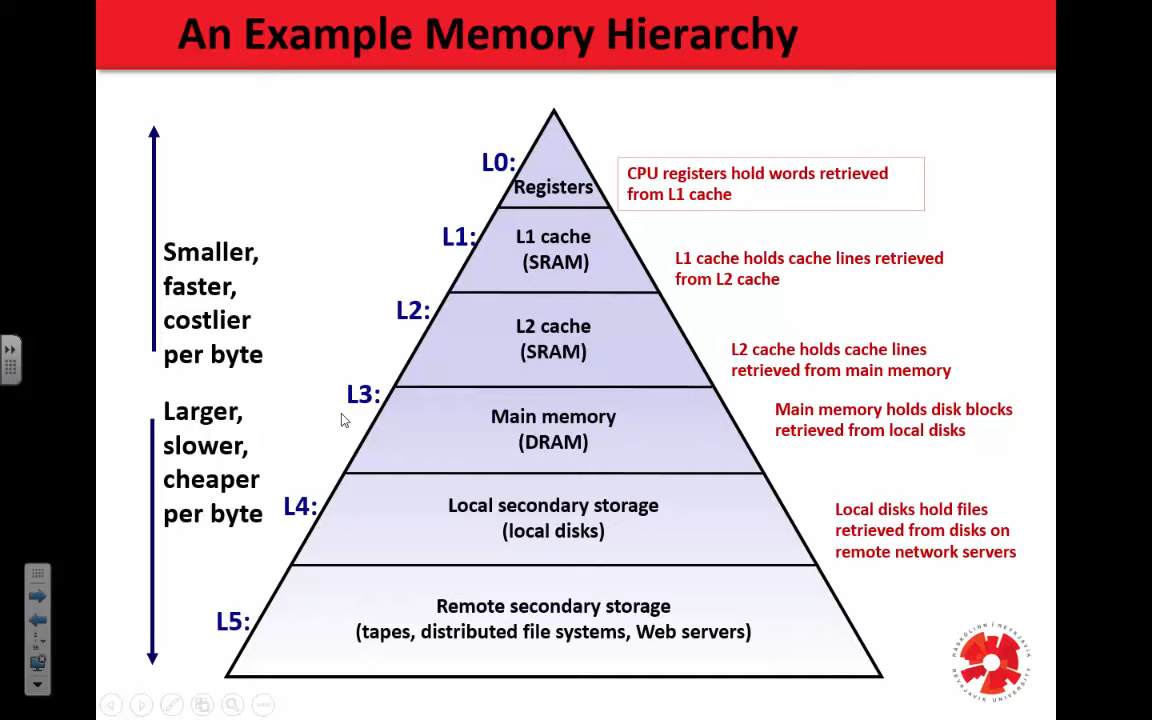 An Example Memory Hierarchy
L0:
Registers
CPU registers hold words retrieved
from L1 cache
L1:
L1 cache
(SRAM)
L1 cache holds cache lines retrieved
from L2 cache
Smaller,
faster,
costlier
per byte
L2:
L2 cache
(SRAM)
L2 cache holds cache lines
retrieved from main memory
L3:
Main memory
(DRAM)
Main memory holds disk blocks
retrieved from local disks
Larger,
slower,
cheaper
per byte
L4:
Local secondary storage
(local disks)
Local disks hold files
retrieved from disks on
remote network servers
L5:
Remote secondary storage
(tapes, distributed file systems, Web servers)
HÁSKÓLINN Í REYKJAVÍK
REYKJAVIK UNIVERSITY